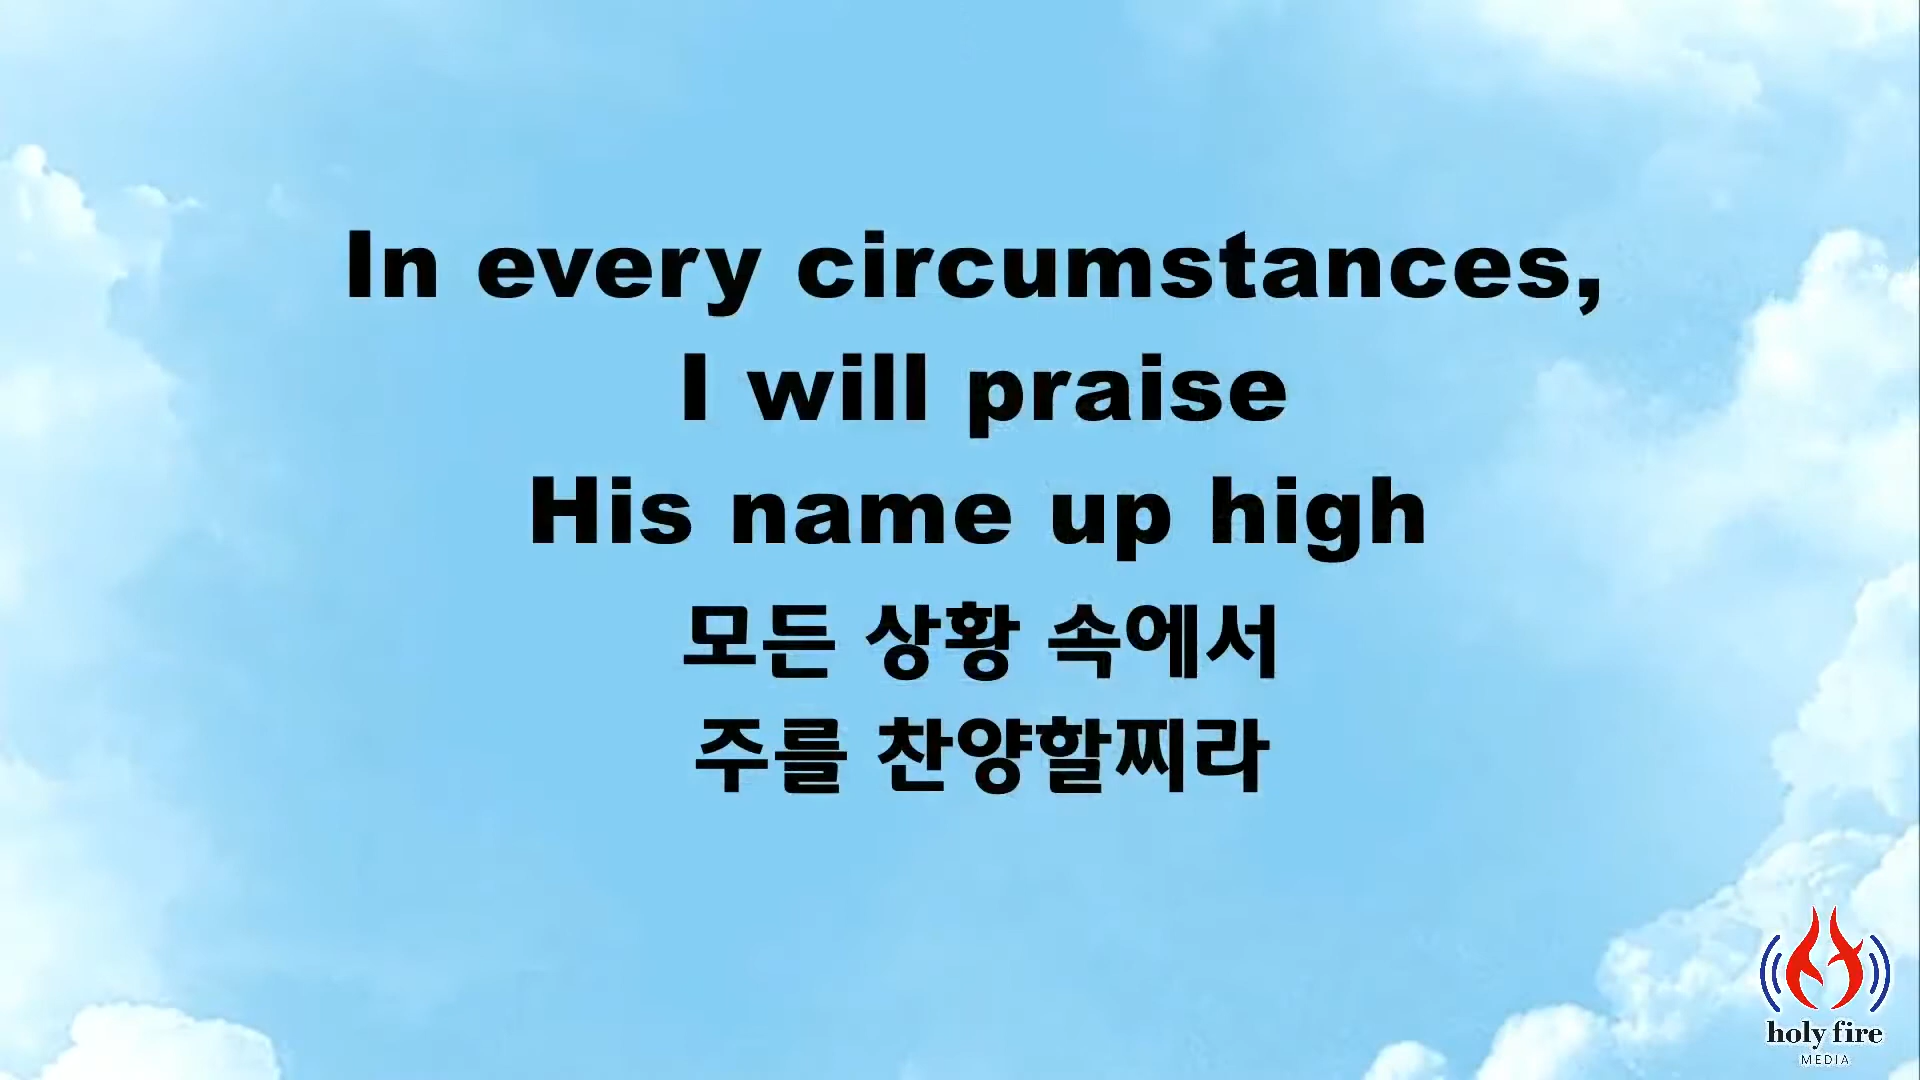 In every circumstances,
I will praise
His name up high
모든 상황 속에서
주를 찬양할찌라
holy fire
MEDIA